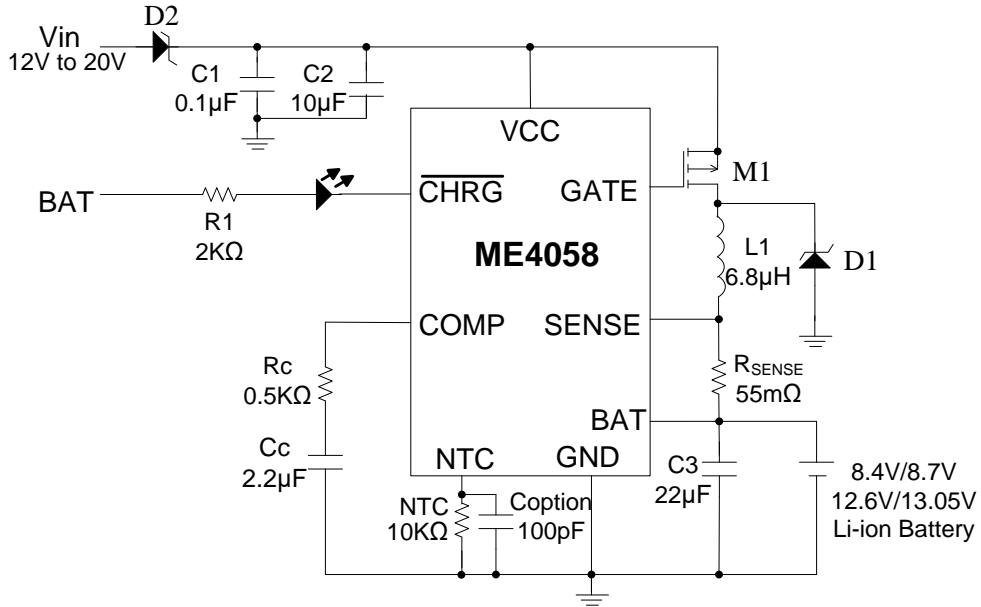 D2
Vin
12V to 20V
C1
0.1µF
C2
10µF
VCC
BAT
R1
2KΩ
CHRG
GATE
M1
ME4058
L1
6.8µH
D1
COMP
SENSE
Rc
0.5KΩ
RSENSE
55mΩ
Cc
2.2µF
BAT
NTC
GND
C3
22µF
8.4V/8.7V
12.6V/13.05V
Li-ion Battery
NTC
10KΩ
Coption
100pF